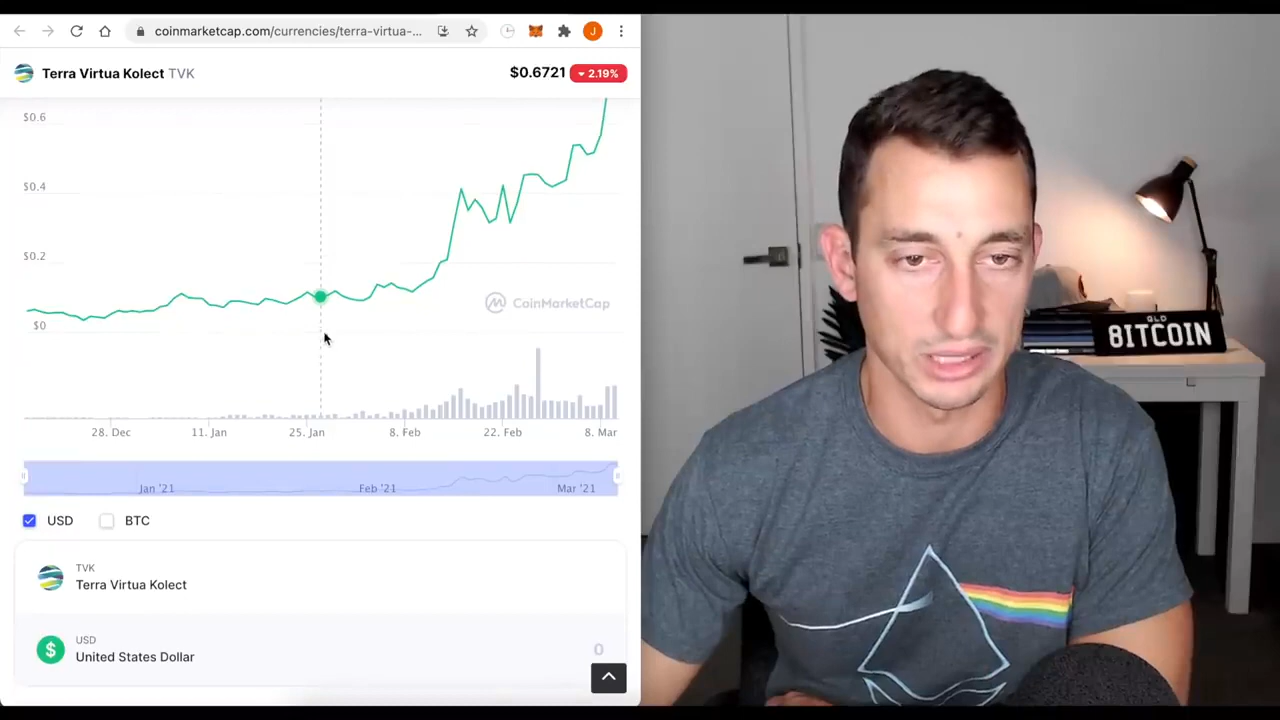 coinmarketcap.com/currencies/terra-virtua-...
J
Terra Virtua Kolect TVK
$0.6721
2.19%
$0.6
$0.4
$0.2
$0
CoinMarketCap
28. Dec
11. Jan
25. Jan
8. Feb
22. Feb
8. Mar
Jan '21
Feb '21
Mar '21
USD
BTC
TVK
Terra Virtua Kolect
$
USD
United States Dollar
0
QLD
8ITCOIN